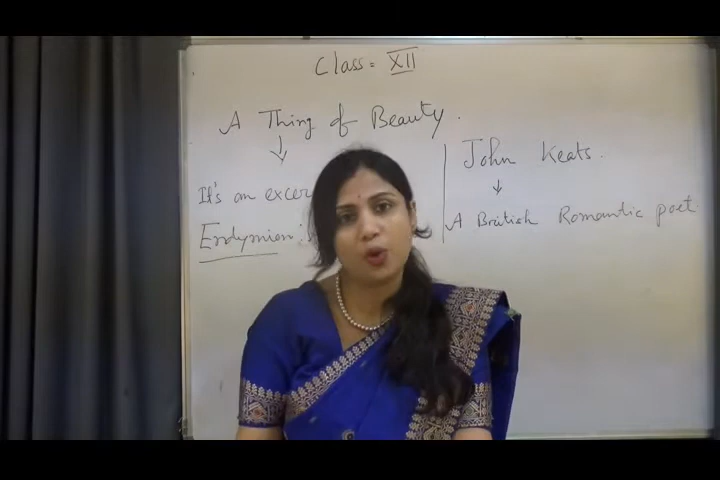 Class = XII
A Thing of Beauty.
It's an excer
Endymion'
John Keats.
A British Romantic poet